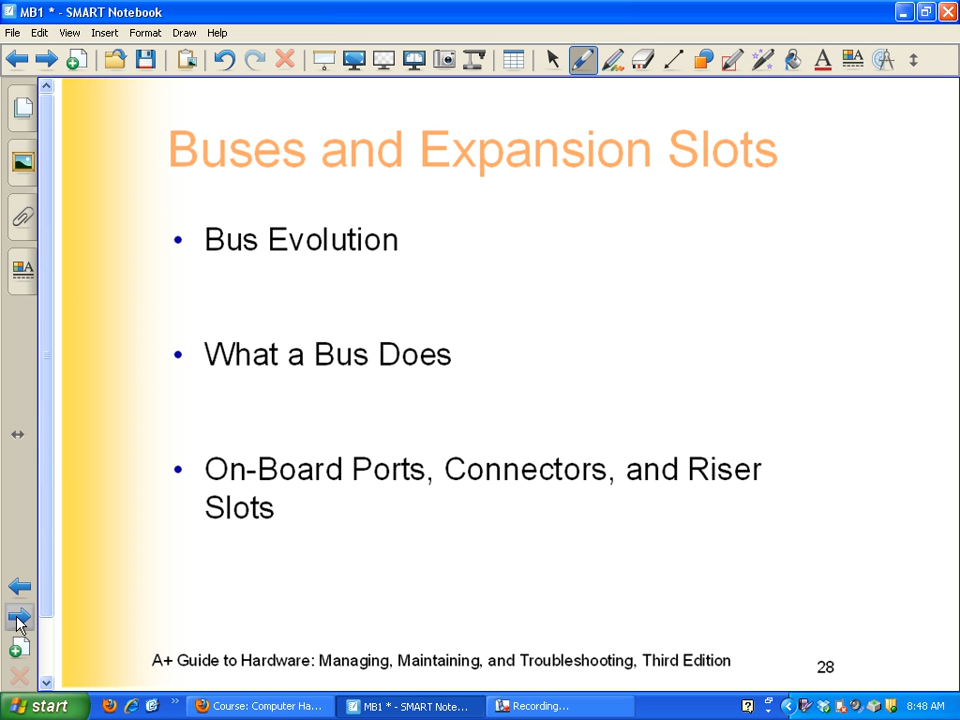 MB1 * - SMART Notebook
File Edit View Insert Format Draw Help
Buses and Expansion Slots
• Bus Evolution
• What a Bus Does
• On-Board Ports, Connectors, and Riser
Slots
A+ Guide to Hardware: Managing, Maintaining, and Troubleshooting, Third Edition
28
start
Course: Computer Ha...
MB1 * - SMART Note...
Recording...
8:48 AM